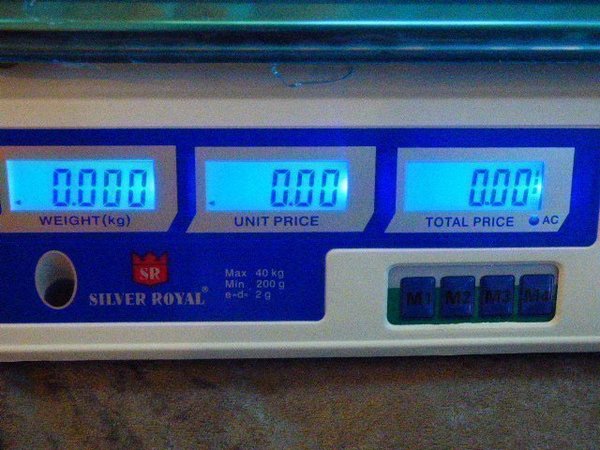 0.000
0.00
0.00
WEIGHT(kg)
UNIT PRICE
TOTAL PRICE
AC
SR
SILVER ROYAL®
Max 40 kg
Min 200 g
e=d= 2 g
M1 M2 M3 M4